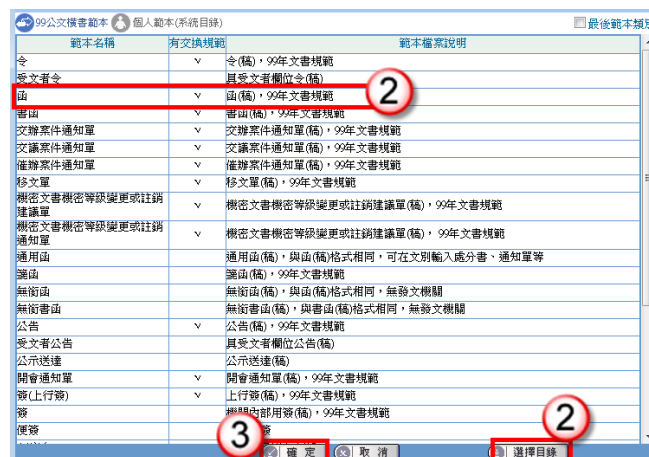 99公文橫書範本 個人範本(系統目錄) 最後範本類別
範本名稱 有交換規範 範本檔案說明
令 v 令(稿)，99年文書規範
受文者令 具受文者欄位令(稿)
函 v 函(稿)，99年文書規範 2
書函 v 書函(稿)，99年文書規範
交辦案件通知單 v 交辦案件通知單(稿)，99年文書規範
交議案件通知單 v 交議案件通知單(稿)，99年文書規範
催辦案件通知單 v 催辦案件通知單(稿)，99年文書規範
移文單 v 移文單(稿)，99年文書規範
機密文書機密等級變更或註銷建議單 v 機密文書機密等級變更或註銷建議單(稿)，99年文書規範
機密文書機密等級變更或註銷通知單 v 機密文書機密等級變更或註銷建議單(稿)， 99年文書規範
通用函 通用函(稿)，與函(稿)格式相同，可在文別輸入處分書、通知單等
箋函 箋函(稿)，99年文書規範
無銜函 無銜函(稿)，與函(稿)格式相同，無發文機關
無銜書函 無銜書函(稿)，與書函(稿)格式相同，無發文機關
公告 v 公告(稿)，99年文書規範
受文者公告 具受文者欄位公告(稿)
公示送達 公示送達(稿)
開會通知單 v 開會通知單(稿)，99年文書規範
簽(上行簽) v 上行簽(稿)，99年文書規範
簽 機關內部用簽(稿)，99年文書規範 2
便簽 3
確 定 取 消 選擇目錄